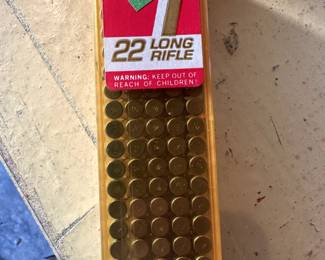 22 LONG
RIFLE
WARNING: KEEP OUT OF
REACH OF CHILDREN!